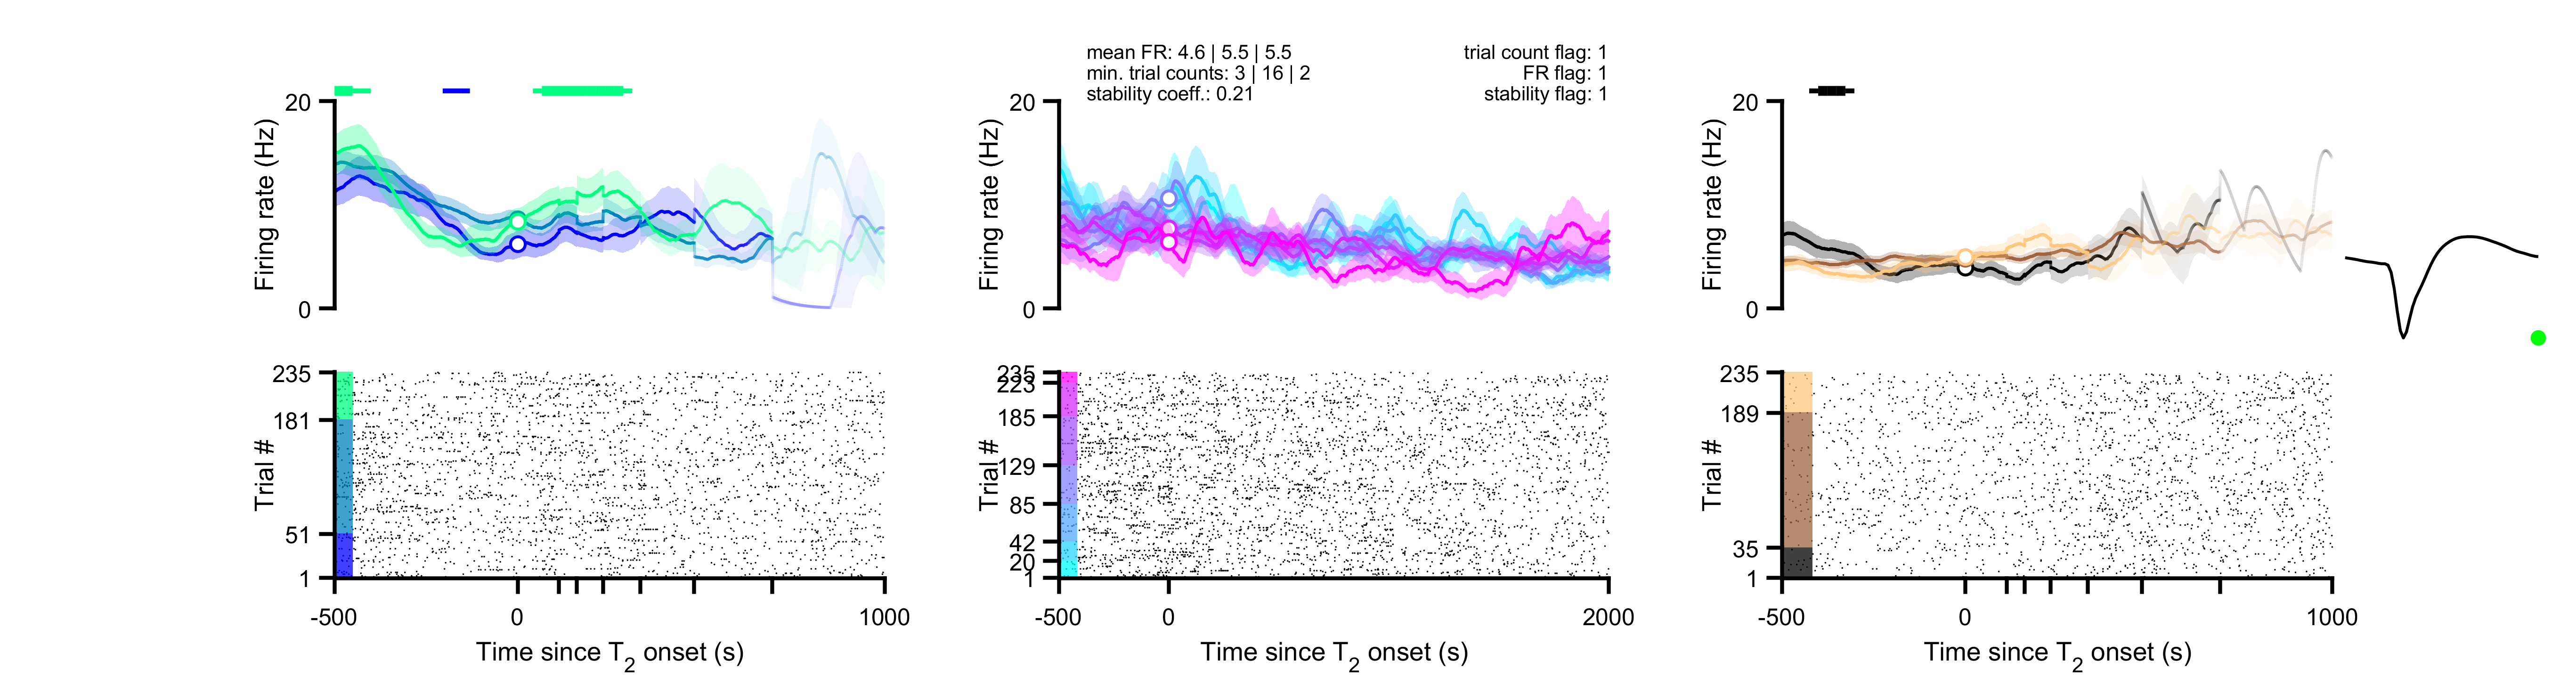 mean FR: 4.6 | 5.5 | 5.5
min. trial counts: 3 | 16 | 2
stability coeff.: 0.21
trial count flag: 1
FR flag: 1
stability flag: 1
20
0
Firing rate (Hz)
20
0
Firing rate (Hz)
20
0
Firing rate (Hz)
235
181
51
1
Trial #
-500
0
1000
Time since T2 onset (s)
235
223
185
129
85
42
20
1
Trial #
-500
0
2000
Time since T2 onset (s)
235
189
35
1
Trial #
-500
0
1000
Time since T2 onset (s)